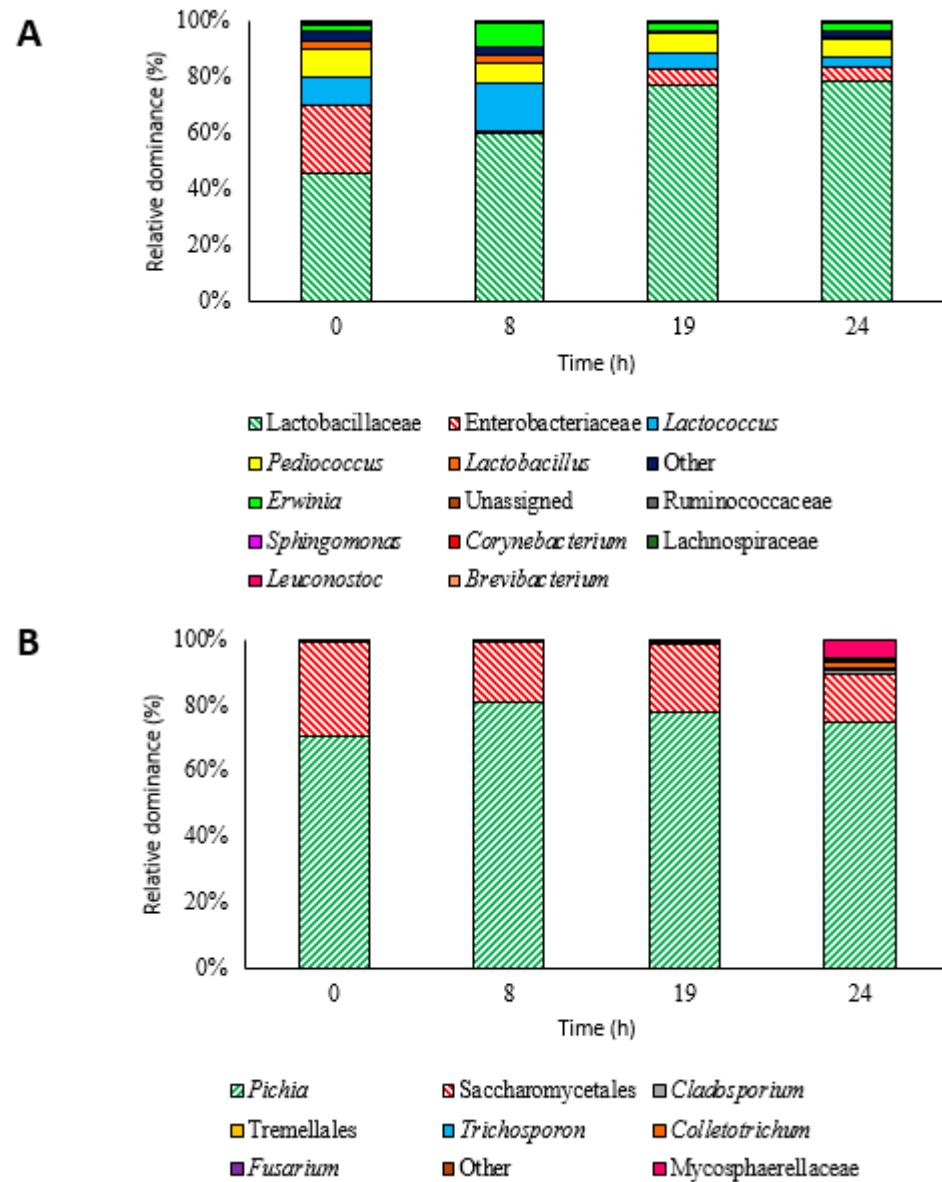 A
Relative dominance (%)
100%
80%
60%
40%
20%
0%
0 8 19 24
Time (h)
Lactobacillaceae Enterobacteriaceae Lactococcus
Pediococcus Lactobacillus Other
Erwinia Unassigned Ruminococcaceae
Sphingomonas Corynebacterium Lachnospiraceae
Leuconostoc Brevibacterium
B
Relative dominance (%)
100%
80%
60%
40%
20%
0%
0 8 19 24
Time (h)
Pichia Saccharomycetales Cladosporium
Tremellales Trichosporon Colletotrichum
Fusarium Other Mycosphaerellaceae